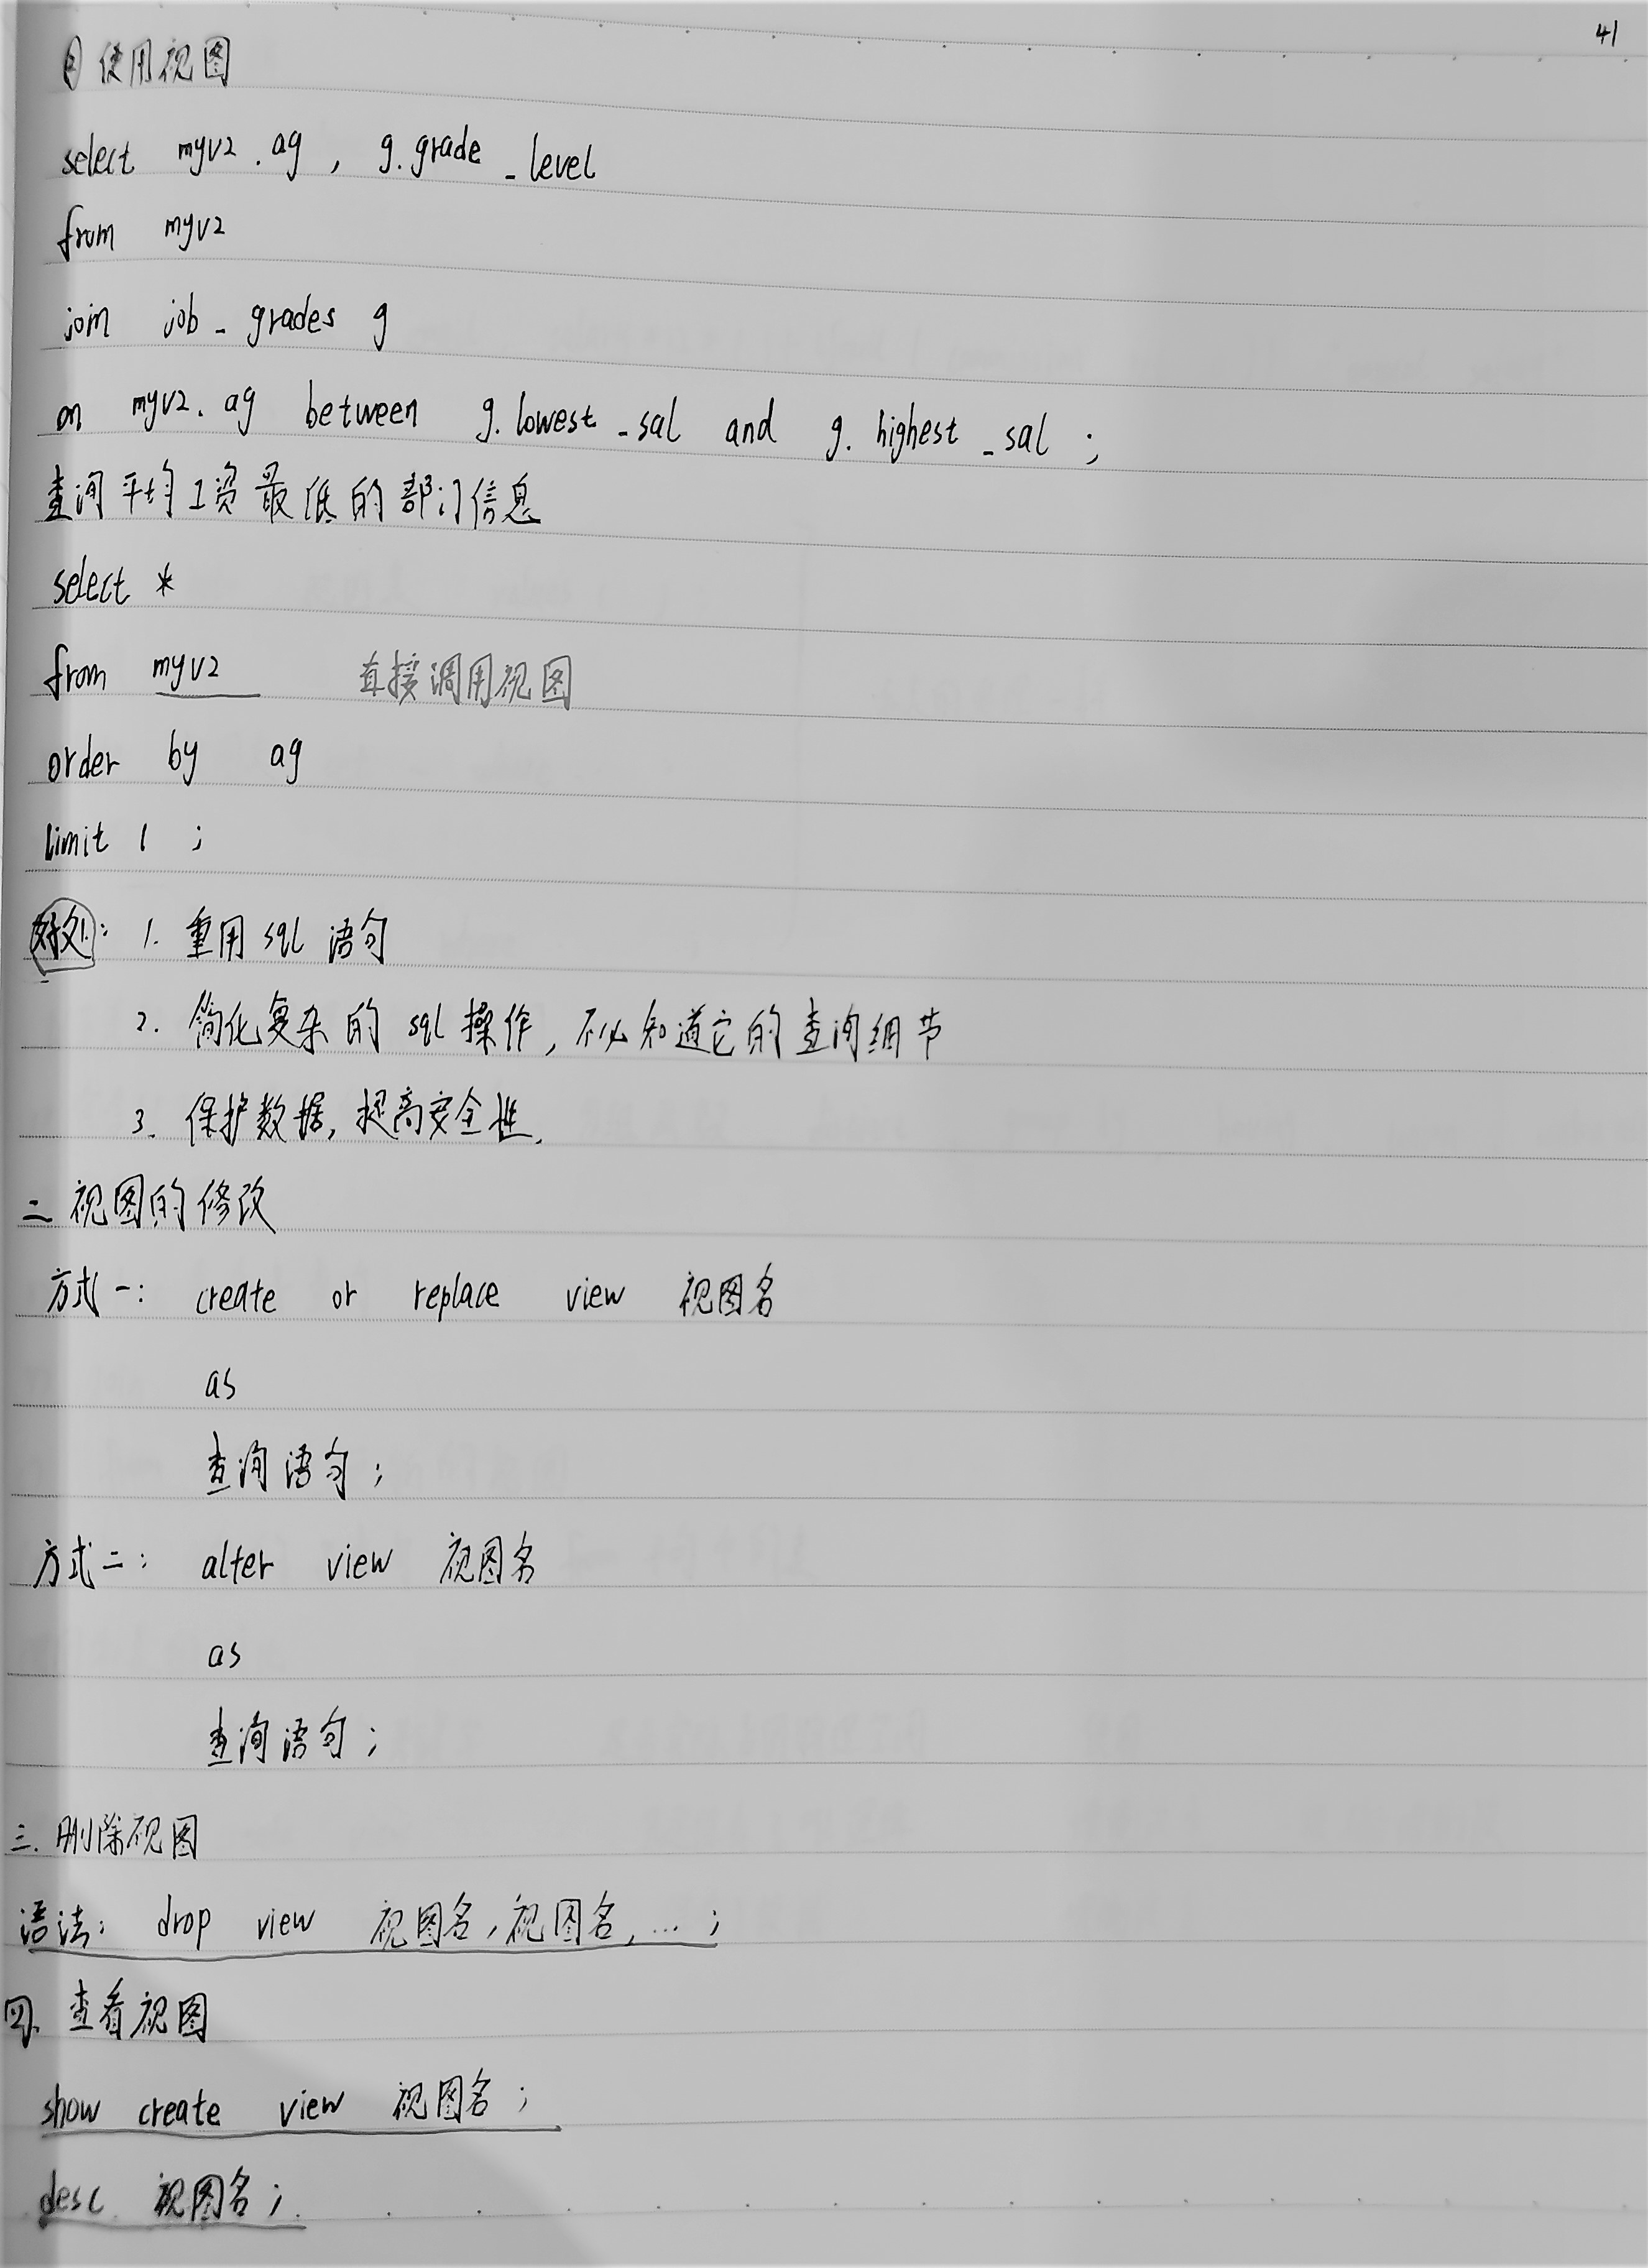 41
② 使用视图
select myv2.ag, g.grade_level
from myv2
join job_grades g
on myv2.ag between g.lowest_sal and g.highest_sal;
查询平均工资最低的部门信息
select *
from myv2 直接调用视图
order by ag
limit 1;
好处: 1. 重用sql语句
2. 简化复杂的sql操作, 不必知道它的查询细节
3. 保护数据, 提高安全性.
二 视图的修改
方式一: create or replace view 视图名
as
查询语句;
方式二: alter view 视图名
as
查询语句;
三. 删除视图
语法: drop view 视图名, 视图名, ...;
四. 查看视图
show create view 视图名;
desc 视图名;